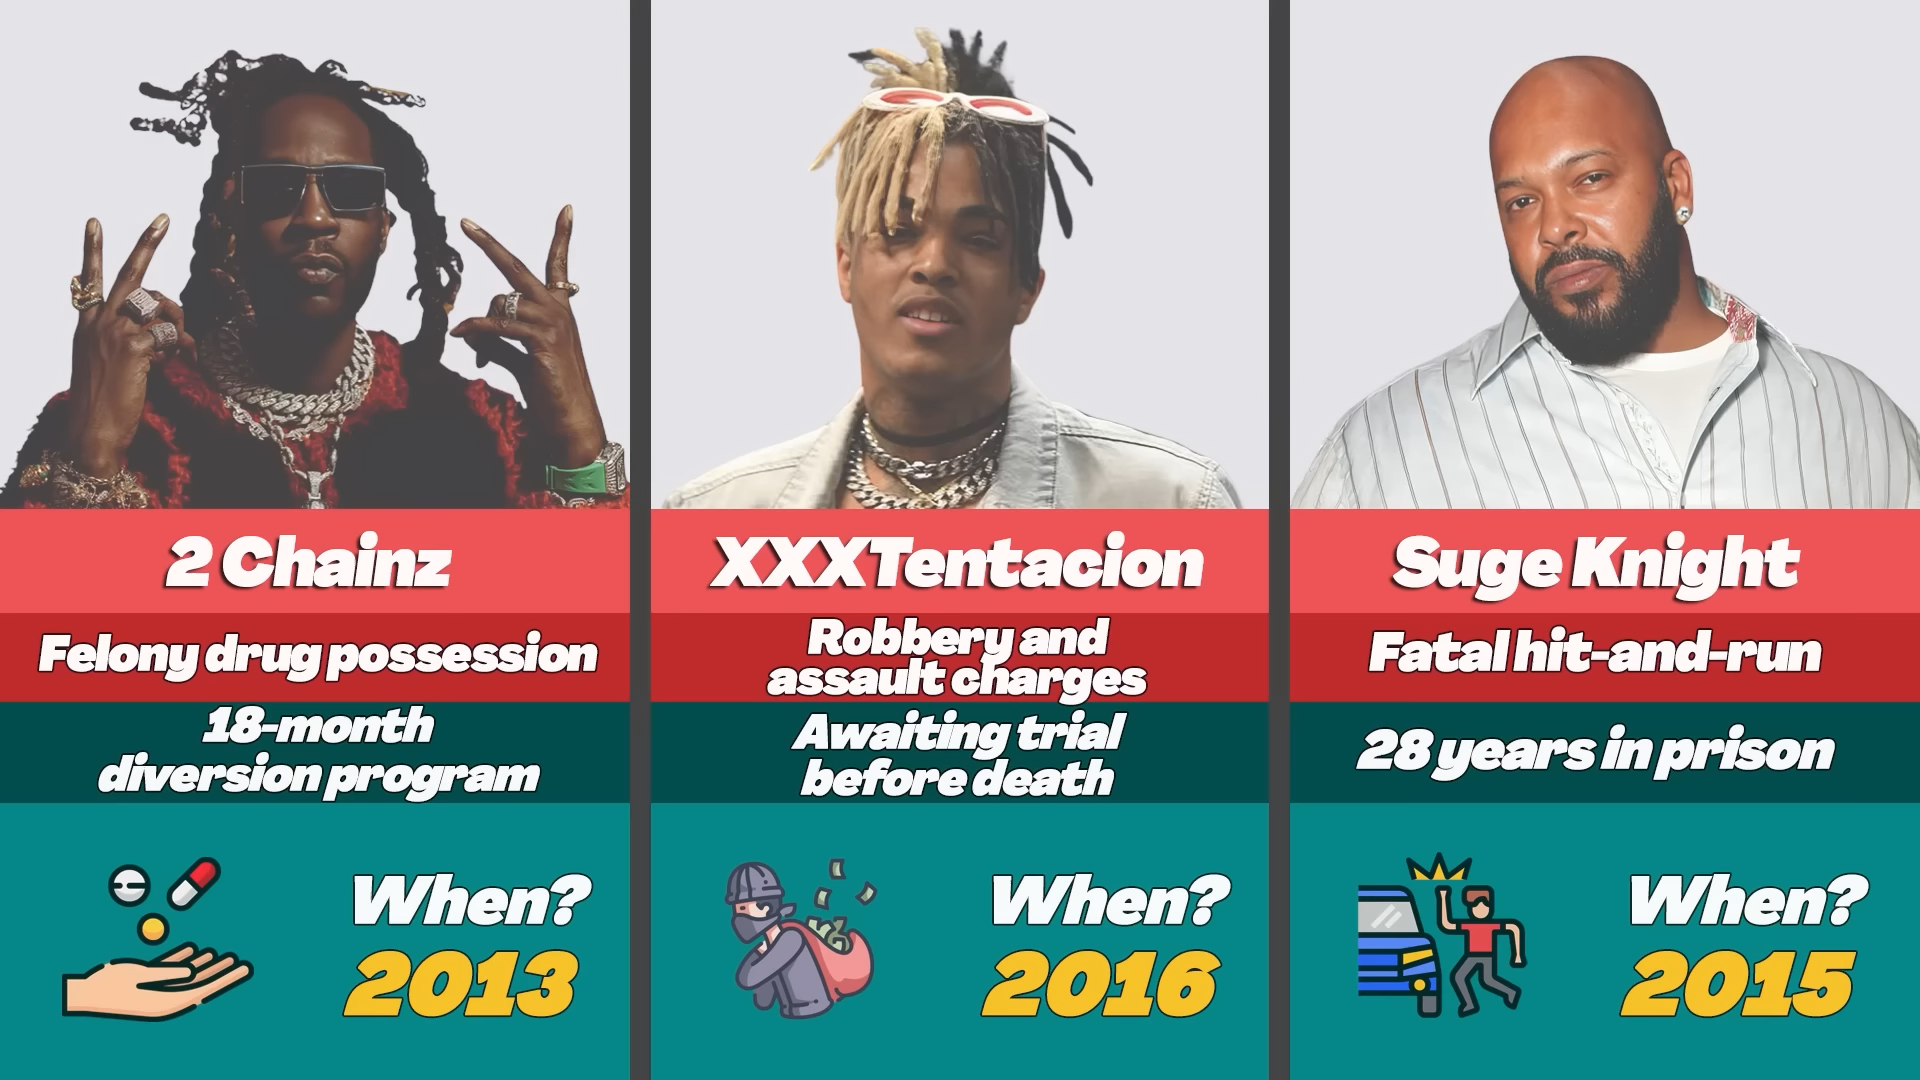 2 Chainz
Felony drug possession
18-month
diversion program
When?
2013
XXXTentacion
Robbery and
assault charges
Awaiting trial
before death
When?
2016
Suge Knight
Fatal hit-and-run
28 years in prison
When?
2015